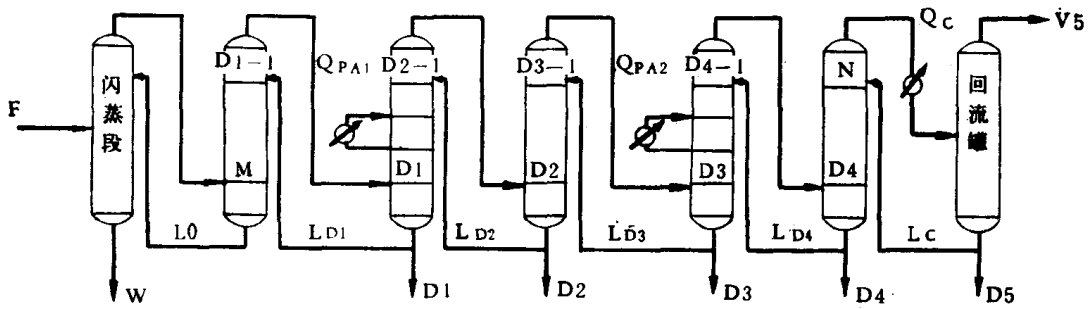 F
闪蒸段
W
L0
D1-1
M
LD1
QPA1
D2-1
D1
D1
LD2
D3-1
D2
D2
LD3
QPA2
D4-1
D3
D3
LD4
N
D4
D4
LC
QC
回流罐
V5
D5